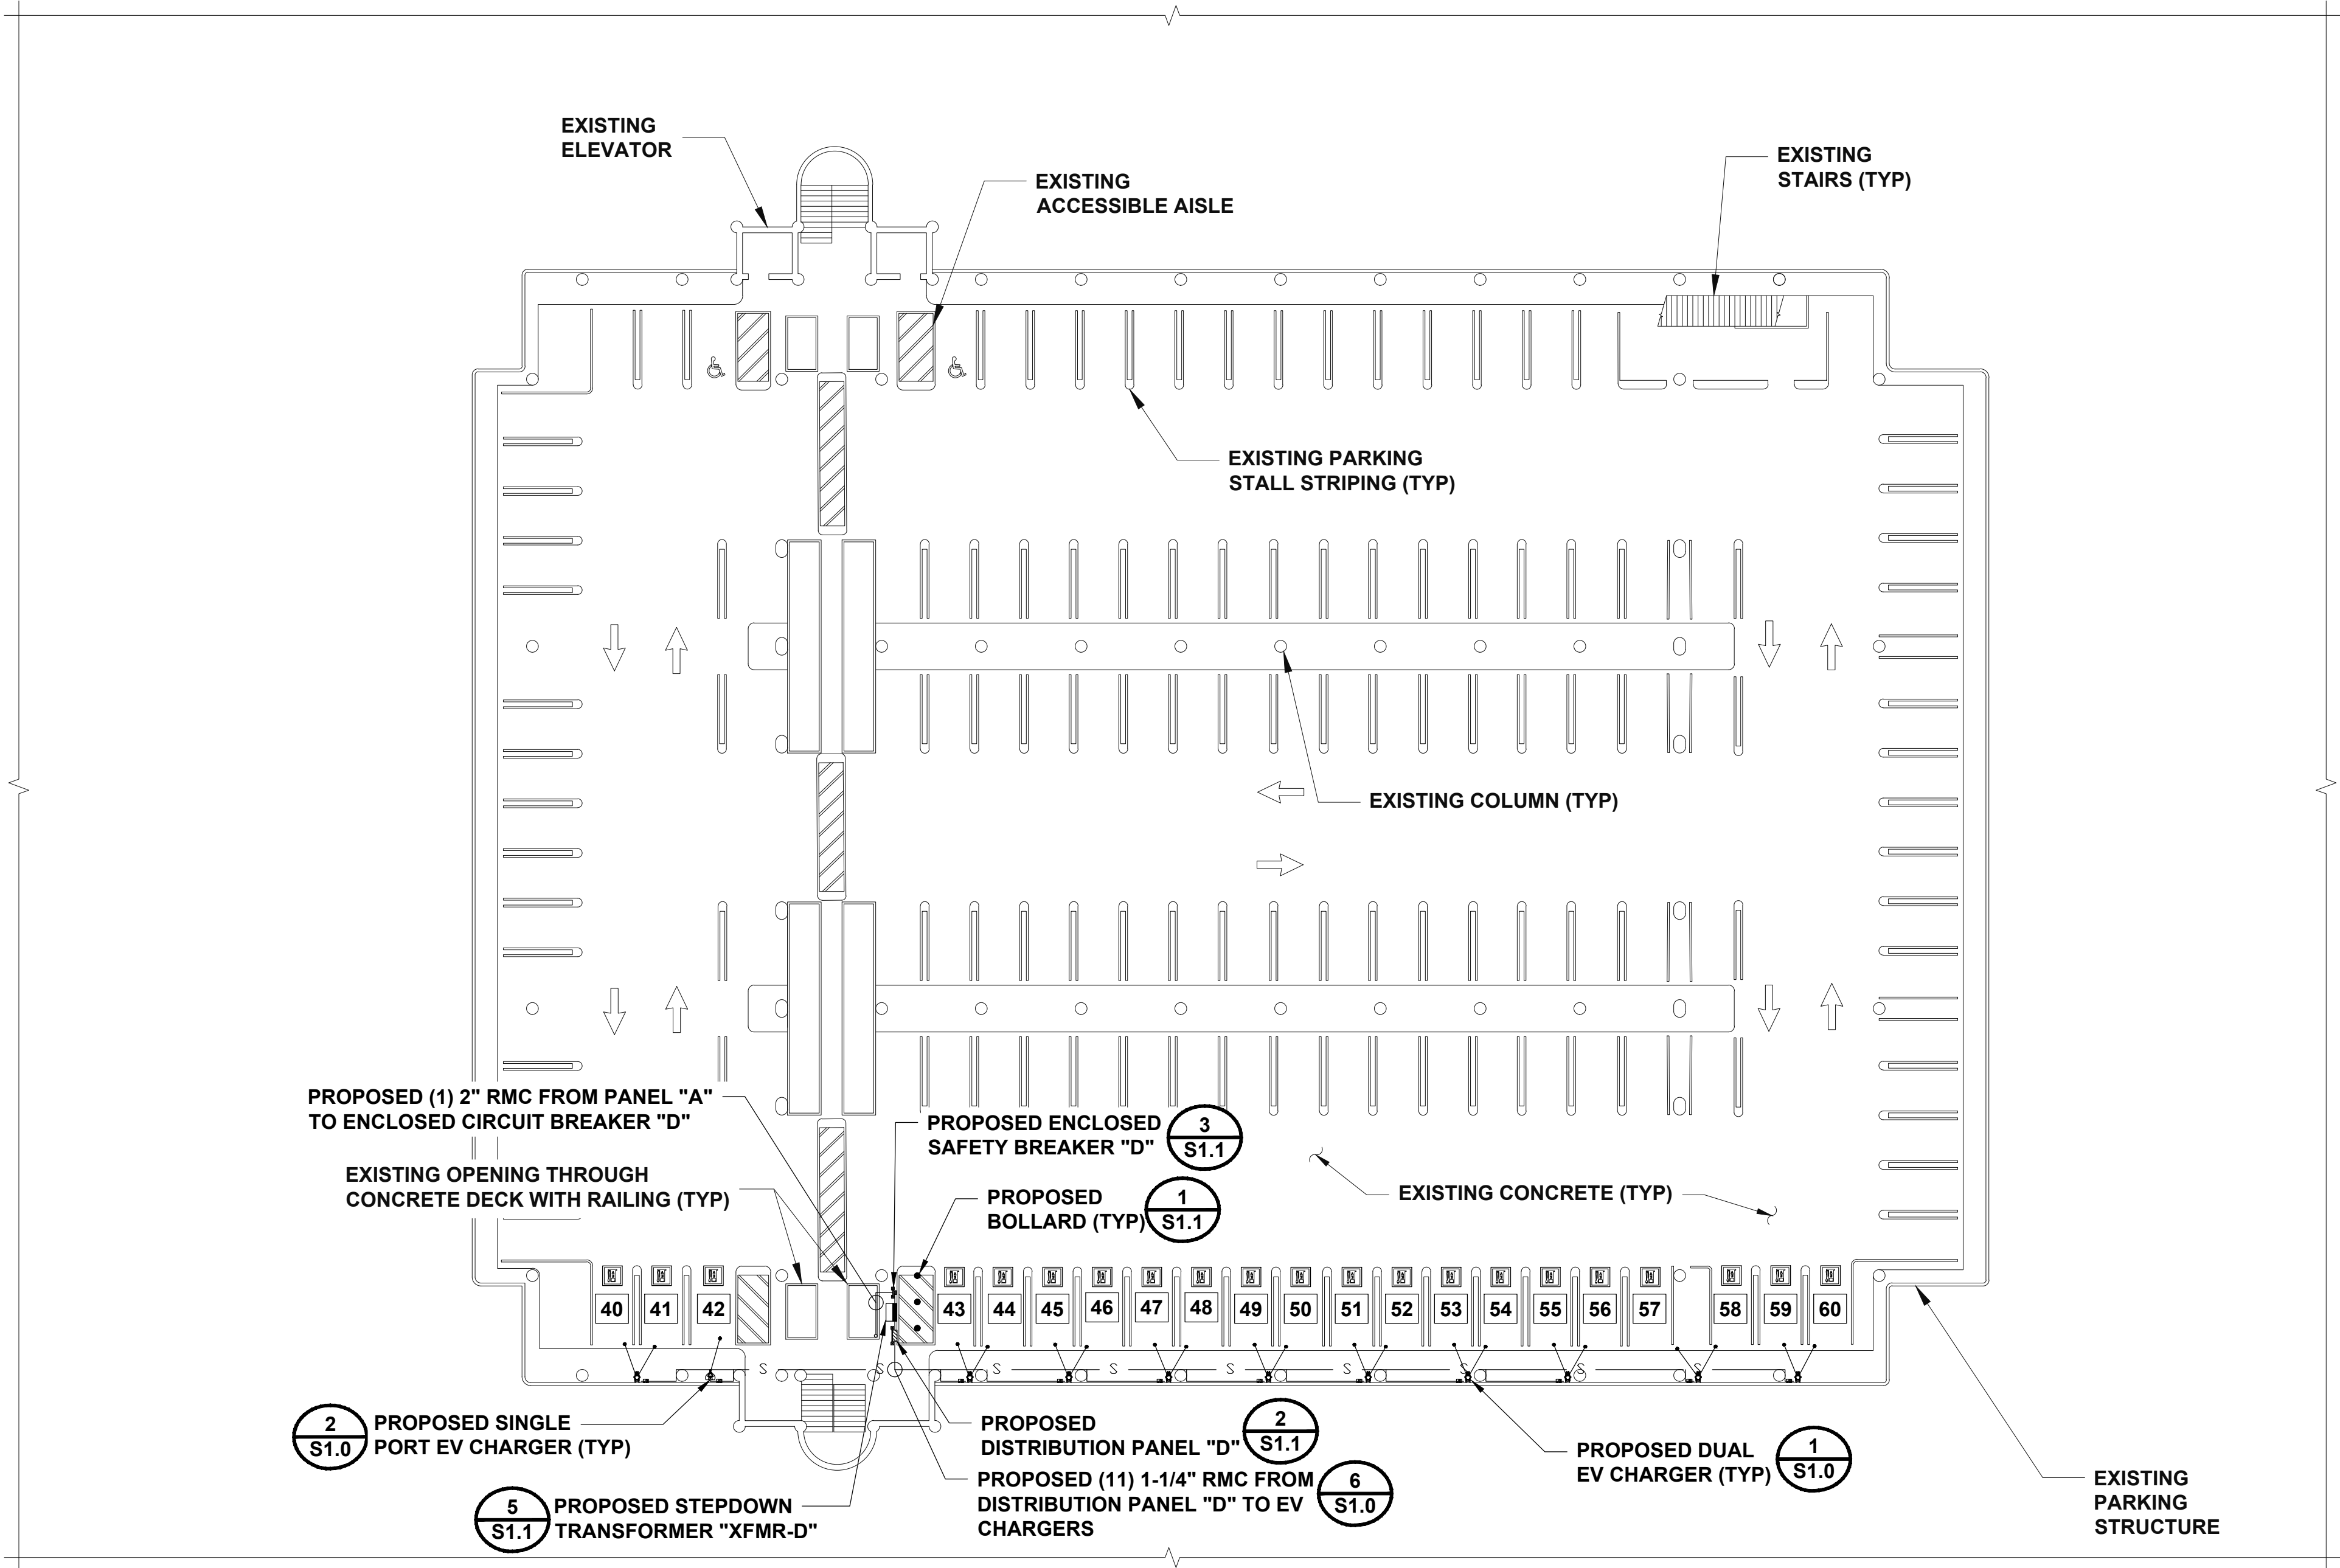 EXISTING
ELEVATOR
EXISTING
ACCESSIBLE AISLE
EXISTING
STAIRS (TYP)
EXISTING PARKING
STALL STRIPING (TYP)
EXISTING COLUMN (TYP)
PROPOSED (1) 2" RMC FROM PANEL "A"
TO ENCLOSED CIRCUIT BREAKER "D"
EXISTING OPENING THROUGH
CONCRETE DECK WITH RAILING (TYP)
PROPOSED ENCLOSED
SAFETY BREAKER "D"
3
S1.1
PROPOSED
BOLLARD (TYP)
1
S1.1
EXISTING CONCRETE (TYP)
40 41 42 43 44 45 46 47 48 49 50 51 52 53 54 55 56 57 58 59 60
S S S S S S S S S
2
S1.0
PROPOSED SINGLE
PORT EV CHARGER (TYP)
5
S1.1
PROPOSED STEPDOWN
TRANSFORMER "XFMR-D"
PROPOSED
DISTRIBUTION PANEL "D"
2
S1.1
PROPOSED (11) 1-1/4" RMC FROM
DISTRIBUTION PANEL "D" TO EV
CHARGERS
6
S1.0
PROPOSED DUAL
EV CHARGER (TYP)
1
S1.0
EXISTING
PARKING
STRUCTURE